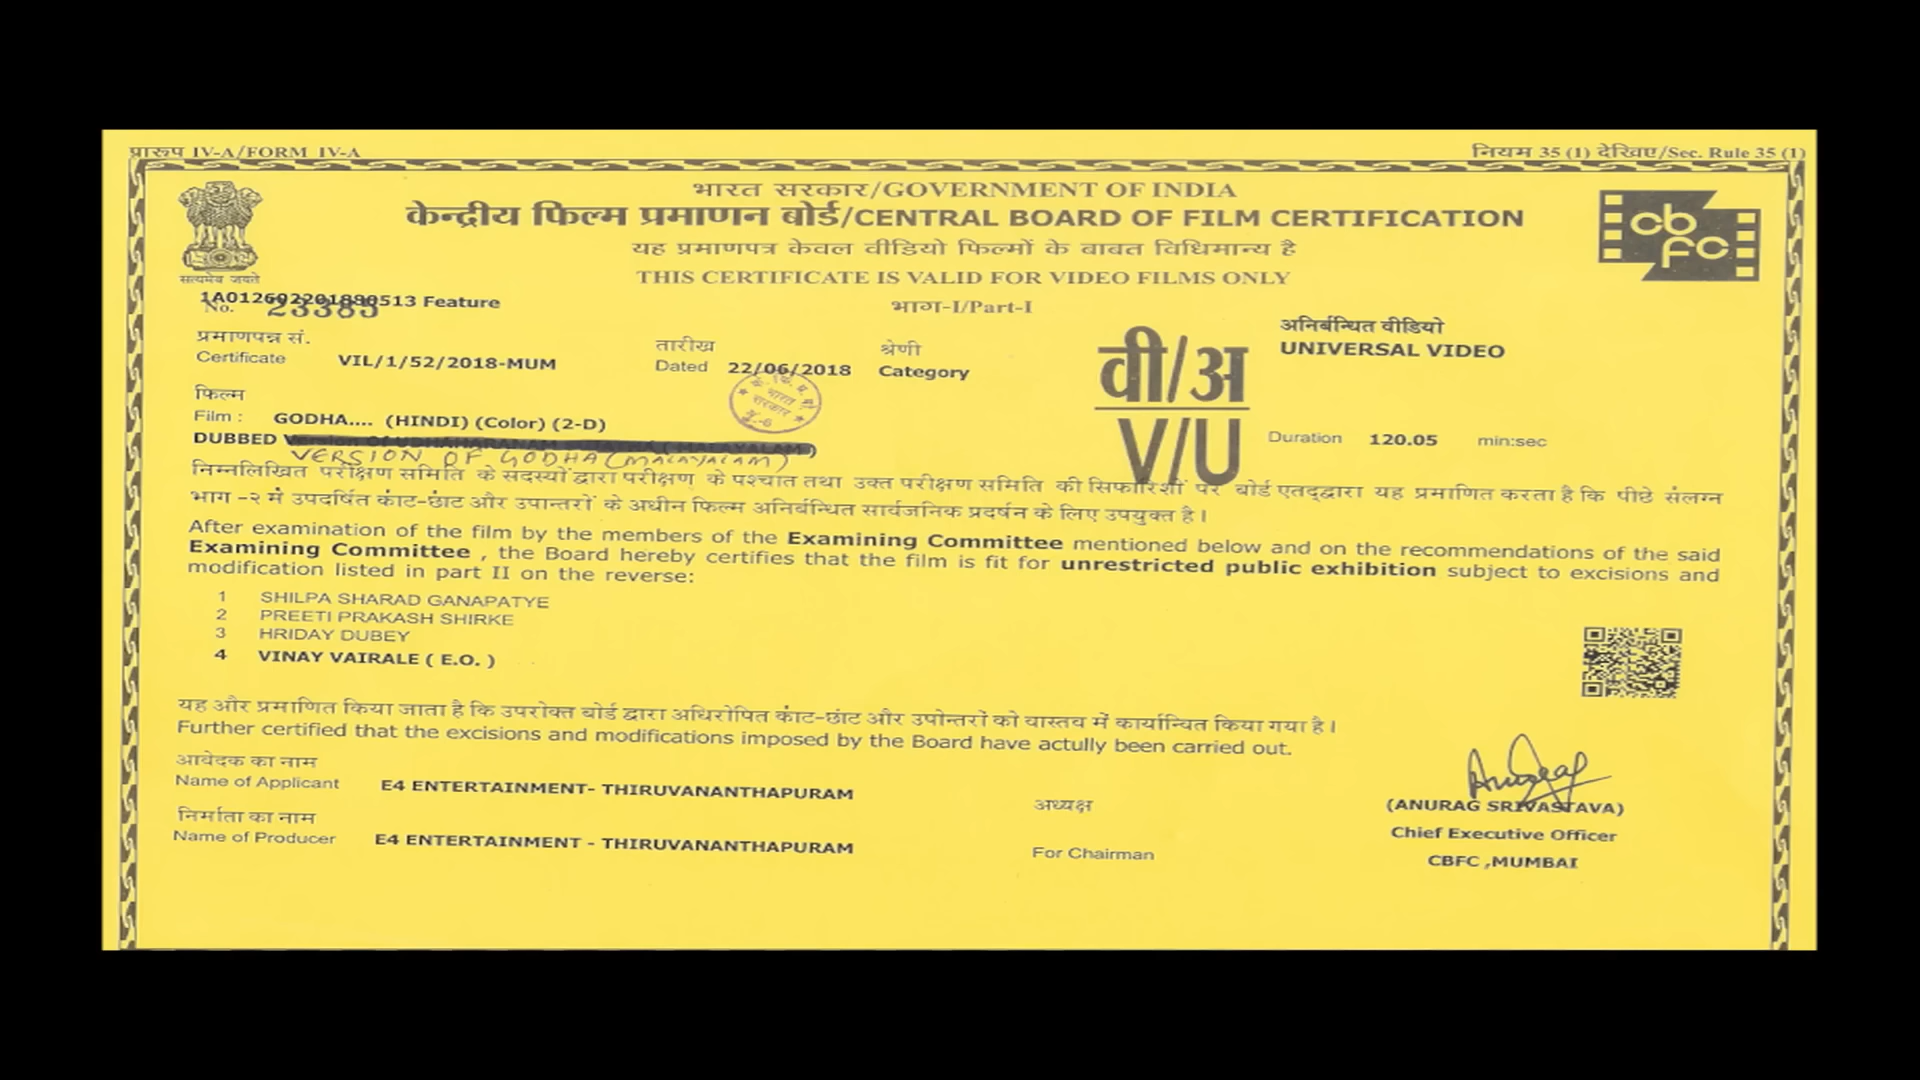 प्रारूप IV-A/FORM IV-A
नियम 35 (1) देखिए/Sec. Rule 35 (1)
भारत सरकार/GOVERNMENT OF INDIA
केन्द्रीय फिल्म प्रमाणन बोर्ड/CENTRAL BOARD OF FILM CERTIFICATION
यह प्रमाणपत्र केवल वीडियो फिल्मों के बाबत विधिमान्य है
THIS CERTIFICATE IS VALID FOR VIDEO FILMS ONLY
cb
fc
सत्यमेव जयते
1A012602201880513 Feature
No. 23385
भाग-I/Part-I
प्रमाणपत्र सं.
Certificate VIL/1/52/2018-MUM
तारीख
Dated 22/06/2018
श्रेणी
Category
वी/अ
V/U
अनिर्बन्धित वीडियो
UNIVERSAL VIDEO
फिल्म
Film : GODHA.... (HINDI) (Color) (2-D)
Duration 120.05 min:sec
DUBBED
VERSION OF GODHA (MALAYALAM)
निम्नलिखित परीक्षण समिति के सदस्यों द्वारा परीक्षण के पश्चात तथा उक्त परीक्षण समिति की सिफारिशों पर बोर्ड एतद्द्वारा यह प्रमाणित करता है कि पीछे संलग्न
भाग -२ में उपदर्षित कांट-छांट और उपान्तरों के अधीन फिल्म अनिर्बन्धित सार्वजनिक प्रदर्षन के लिए उपयुक्त है।
After examination of the film by the members of the Examining Committee mentioned below and on the recommendations of the said
Examining Committee , the Board hereby certifies that the film is fit for unrestricted public exhibition subject to excisions and
modification listed in part II on the reverse:
1 SHILPA SHARAD GANAPATYE
2 PREETI PRAKASH SHIRKE
3 HRIDAY DUBEY
4 VINAY VAIRALE ( E.O. )
यह और प्रमाणित किया जाता है कि उपरोक्त बोर्ड द्वारा अधिरोपित कांट-छांट और उपोन्तरों को वास्तव में कार्यान्वित किया गया है।
Further certified that the excisions and modifications imposed by the Board have actully been carried out.
आवेदक का नाम
Name of Applicant E4 ENTERTAINMENT- THIRUVANANTHAPURAM
निर्माता का नाम
Name of Producer E4 ENTERTAINMENT - THIRUVANANTHAPURAM
अध्यक्ष
For Chairman
(ANURAG SRIVASTAVA)
Chief Executive Officer
CBFC ,MUMBAI